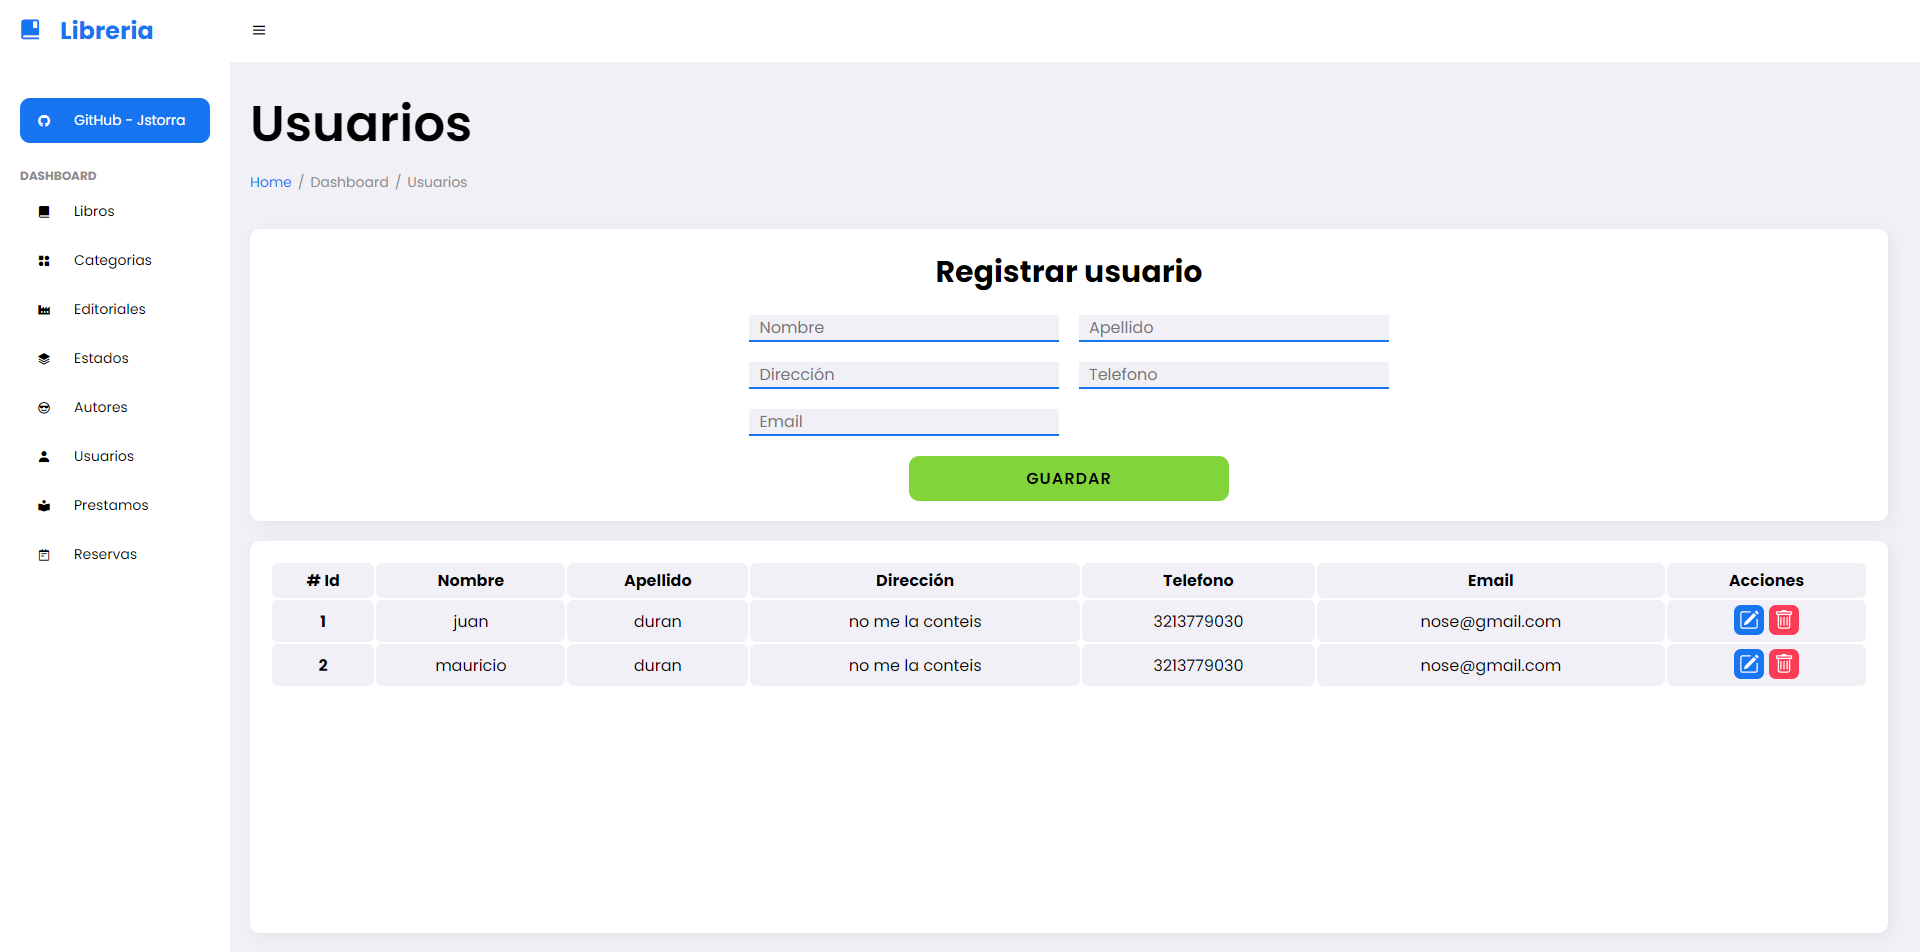 Libreria
GitHub - Jstorra
DASHBOARD
Libros
Categorias
Editoriales
Estados
Autores
Usuarios
Prestamos
Reservas
Usuarios
Home / Dashboard / Usuarios
Registrar usuario
Nombre Apellido
Dirección Telefono
Email
GUARDAR
# Id Nombre Apellido Dirección Telefono Email Acciones
1 juan duran no me la conteis 3213779030 nose@gmail.com
2 mauricio duran no me la conteis 3213779030 nose@gmail.com